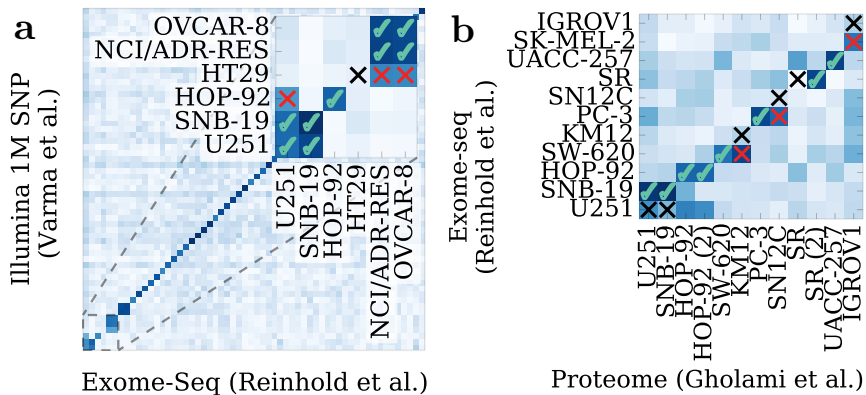 a
Illumina 1M SNP
(Varma et al.)
OVCAR-8
NCI/ADR-RES
HT29
HOP-92
SNB-19
U251
U251
SNB-19
HOP-92
HT29
NCI/ADR-RES
OVCAR-8
Exome-Seq (Reinhold et al.)
b
Exome-seq
(Reinhold et al.)
IGROV1
SK-MEL-2
UACC-257
SR
SN12C
PC-3
KM12
SW-620
HOP-92
SNB-19
U251
U251
SNB-19
HOP-92
HOP-92 (2)
SW-620
KM12
PC-3
SN12C
SR
SR (2)
UACC-257
IGROV1
Proteome (Gholami et al.)